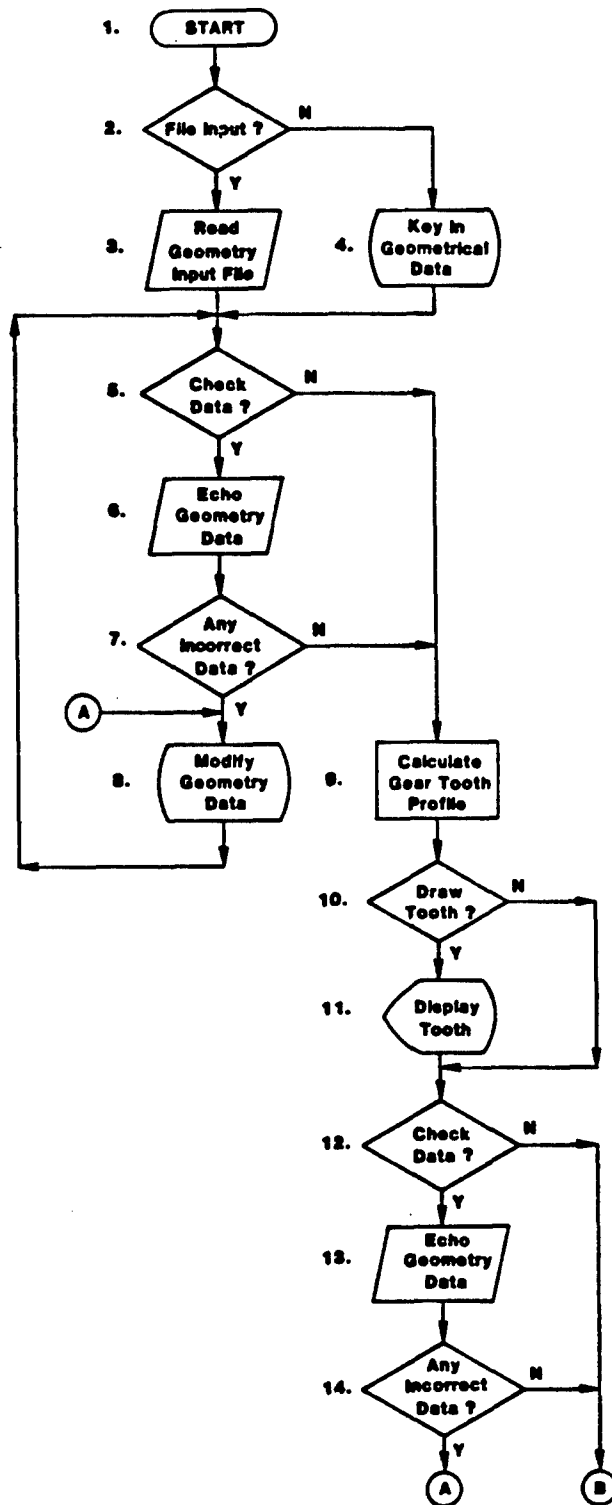 1. START
2. File Input ? N
Y
3. Read
Geometry
Input File
4. Key in
Geometrical
Data
5. Check
Data ? N
Y
6. Echo
Geometry
Data
7. Any
Incorrect
Data ? N
Y
A
8. Modify
Geometry
Data
9. Calculate
Gear Tooth
Profile
10. Draw
Tooth ? N
Y
11. Display
Tooth
12. Check
Data ? N
Y
13. Echo
Geometry
Data
14. Any
Incorrect
Data ? N
Y
A B